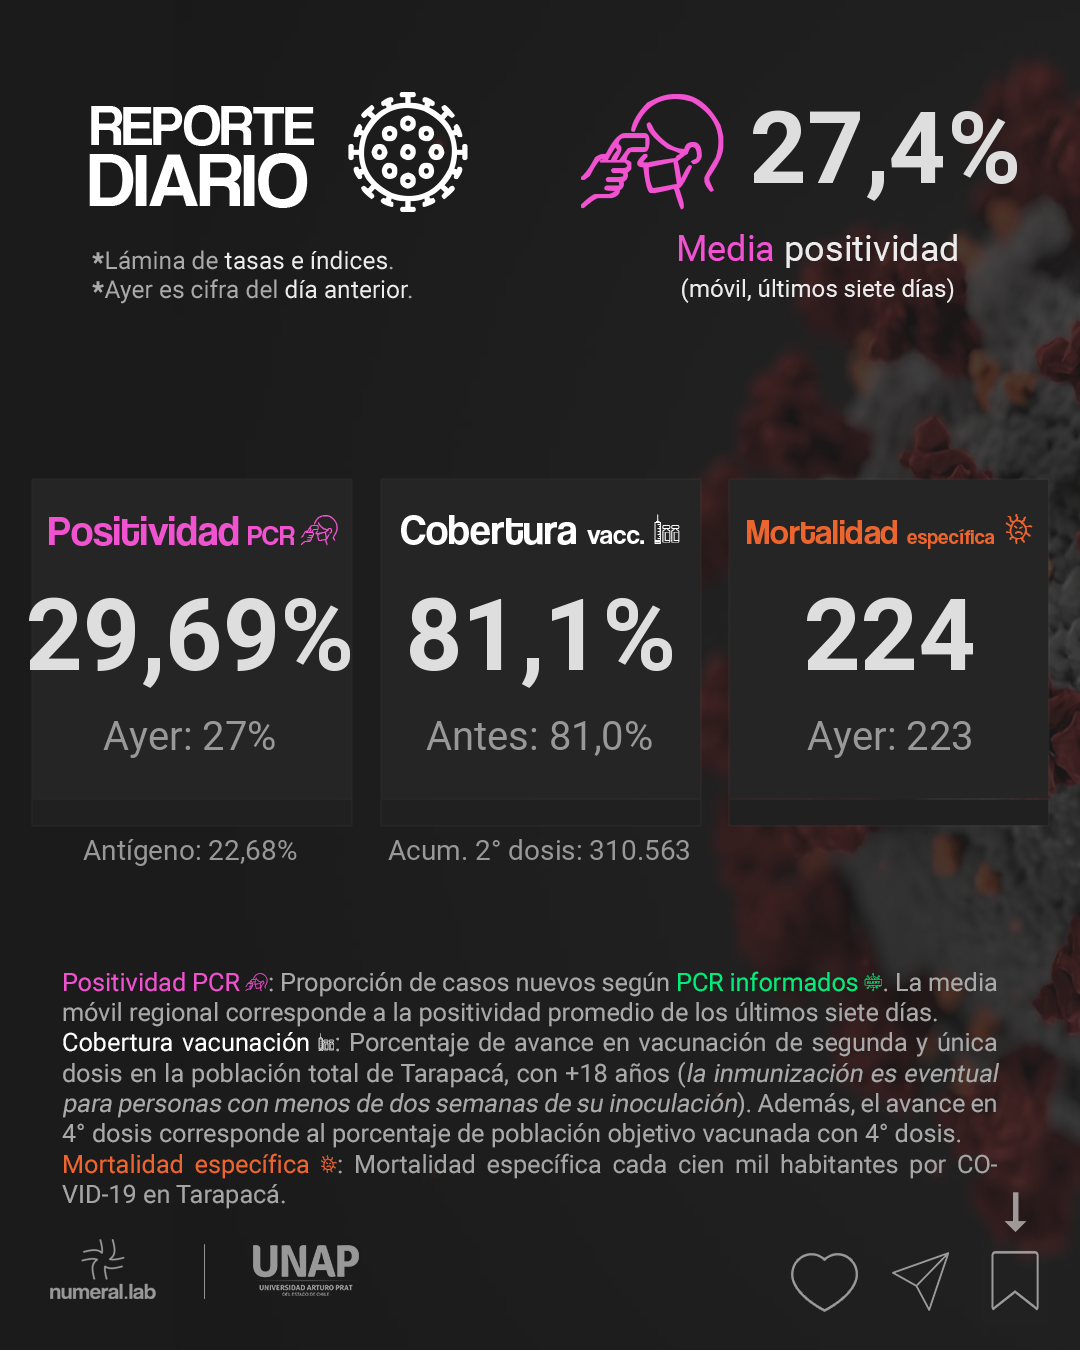 REPORTE
DIARIO
*Lámina de tasas e índices.
*Ayer es cifra del día anterior.
27,4%
Media positividad
(móvil, últimos siete días)
Positividad PCR
29,69%
Ayer: 27%
Antígeno: 22,68%
Cobertura vacc.
81,1%
Antes: 81,0%
Acum. 2° dosis: 310.563
Mortalidad específica
224
Ayer: 223
Positividad PCR : Proporción de casos nuevos según PCR informados . La media
móvil regional corresponde a la positividad promedio de los últimos siete días.
Cobertura vacunación : Porcentaje de avance en vacunación de segunda y única
dosis en la población total de Tarapacá, con +18 años (la inmunización es eventual
para personas con menos de dos semanas de su inoculación). Además, el avance en
4° dosis corresponde al porcentaje de población objetivo vacunada con 4° dosis.
Mortalidad específica : Mortalidad específica cada cien mil habitantes por CO-
VID-19 en Tarapacá.
numeral.lab
UNAP
UNIVERSIDAD ARTURO PRAT
DEL ESTADO DE CHILE